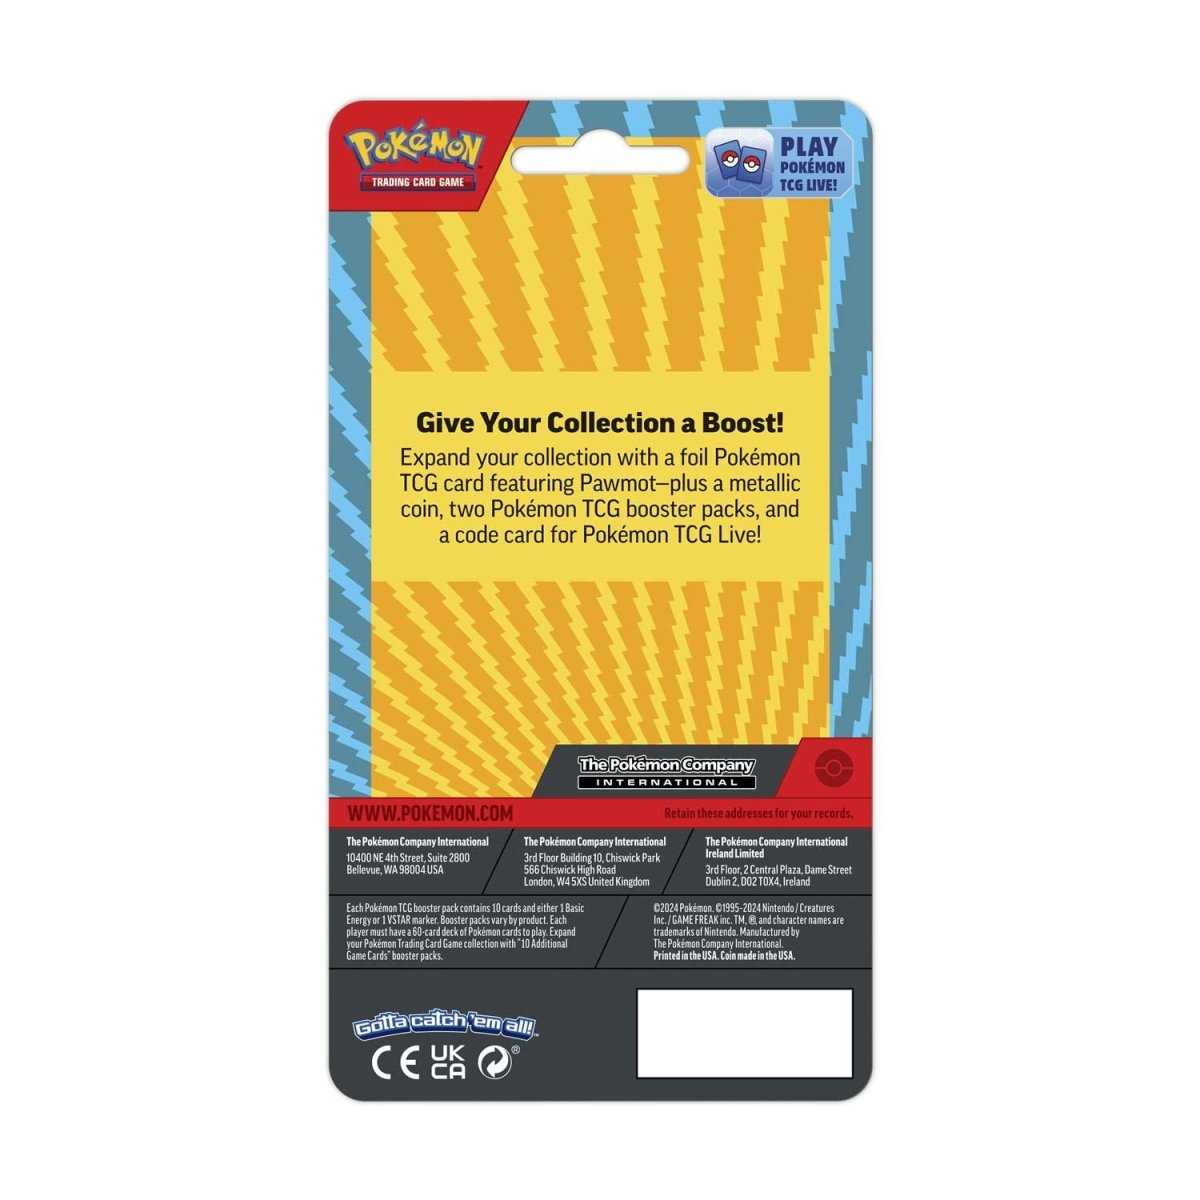 POKéMON™
TRADING CARD GAME
PLAY
POKÉMON
TCG LIVE!
Give Your Collection a Boost!
Expand your collection with a foil Pokémon
TCG card featuring Pawmot—plus a metallic
coin, two Pokémon TCG booster packs, and
a code card for Pokémon TCG Live!
The Pokémon Company
INTERNATIONAL
WWW.POKEMON.COM
Retain these addresses for your records.
The Pokémon Company International
10400 NE 4th Street, Suite 2800
Bellevue, WA 98004 USA
The Pokémon Company International
3rd Floor Building 10, Chiswick Park
566 Chiswick High Road
London, W4 5XS United Kingdom
The Pokémon Company International
Ireland Limited
3rd Floor, 2 Central Plaza, Dame Street
Dublin 2, D02 T0X4, Ireland
Each Pokémon TCG booster pack contains 10 cards and either 1 Basic
Energy or 1 VSTAR marker. Booster packs vary by product. Each
player must have a 60-card deck of Pokémon cards to play. Expand
your Pokémon Trading Card Game collection with "10 Additional
Game Cards" booster packs.
©2024 Pokémon. ©1995-2024 Nintendo / Creatures
Inc. / GAME FREAK inc. TM, ®, and character names are
trademarks of Nintendo. Manufactured by
The Pokémon Company International.
Printed in the USA. Coin made in the USA.
Gotta catch 'em all!™
CE UK
CA ®